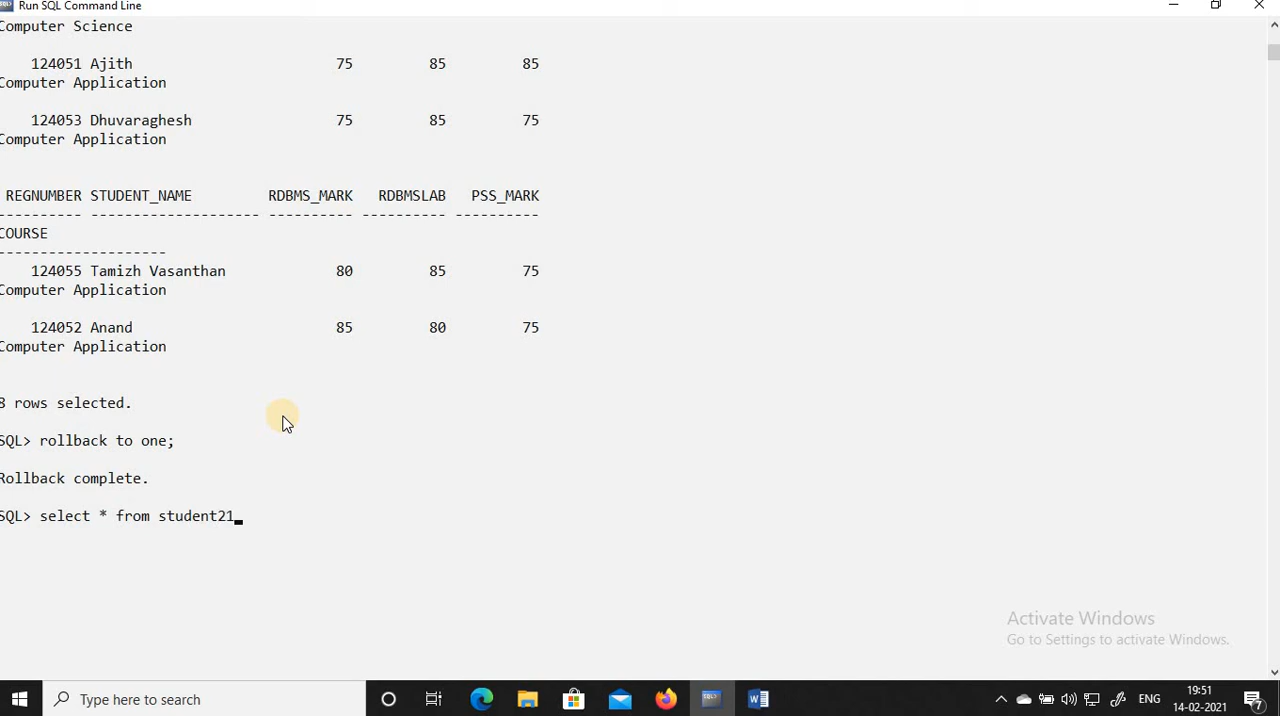 Run SQL Command Line
Computer Science
124051 Ajith 75 85 85
Computer Application
124053 Dhuvaraghesh 75 85 75
Computer Application
REGNUMBER STUDENT_NAME RDBMS_MARK RDBMSLAB PSS_MARK
---------- -------------------- ---------- ---------- ----------
COURSE
--------------------
124055 Tamizh Vasanthan 80 85 75
Computer Application
124052 Anand 85 80 75
Computer Application
8 rows selected.
SQL> rollback to one;
Rollback complete.
SQL> select * from student21_
Activate Windows
Go to Settings to activate Windows.
Type here to search
ENG
19:51
14-02-2021
7